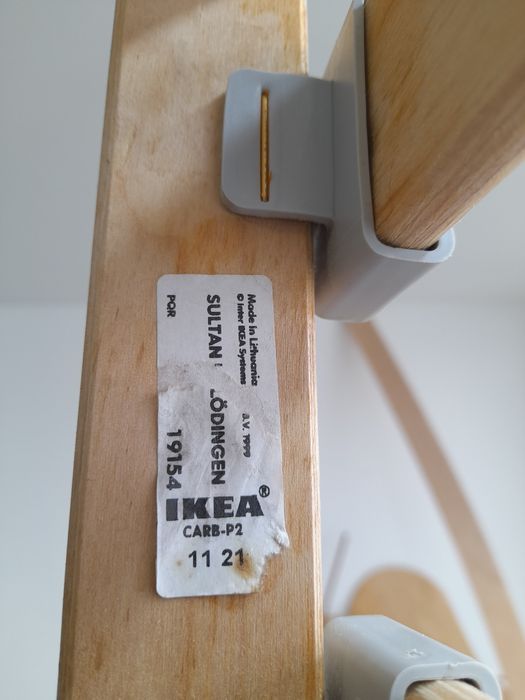 Made in Lithuania
© Inter IKEA Systems B.V. 1999
SULTAN LÖDINGEN
PQR 19154
IKEA®
CARB-P2
11 21